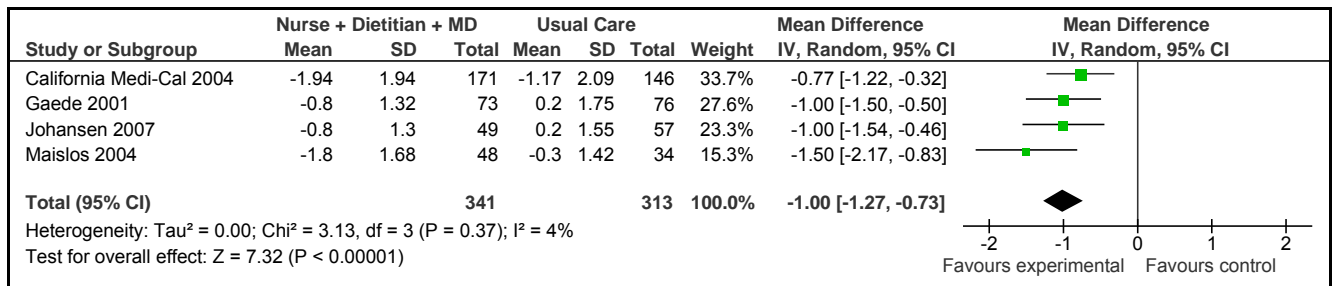 Nurse + Dietitian + MD Usual Care Mean Difference Mean Difference
Study or Subgroup Mean SD Total Mean SD Total Weight IV, Random, 95% CI IV, Random, 95% CI
California Medi-Cal 2004 -1.94 1.94 171 -1.17 2.09 146 33.7% -0.77 [-1.22, -0.32]
Gaede 2001 -0.8 1.32 73 0.2 1.75 76 27.6% -1.00 [-1.50, -0.50]
Johansen 2007 -0.8 1.3 49 0.2 1.55 57 23.3% -1.00 [-1.54, -0.46]
Maislos 2004 -1.8 1.68 48 -0.3 1.42 34 15.3% -1.50 [-2.17, -0.83]
Total (95% CI) 341 313 100.0% -1.00 [-1.27, -0.73]
Heterogeneity: Tau² = 0.00; Chi² = 3.13, df = 3 (P = 0.37); I² = 4%
Test for overall effect: Z = 7.32 (P < 0.00001)
-2 -1 0 1 2
Favours experimental Favours control